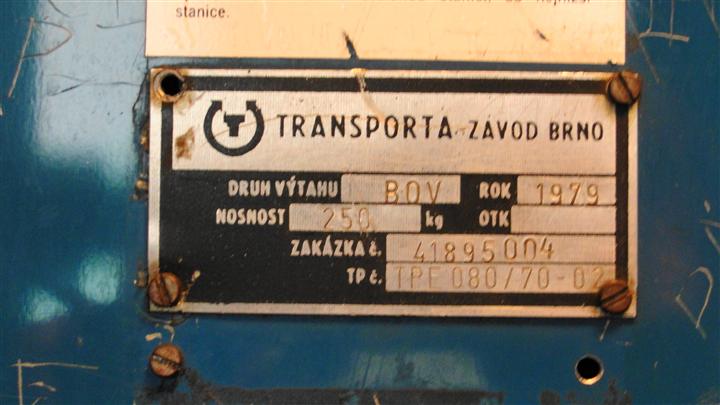 stanice.
TRANSPORTA - ZÁVOD BRNO
DRUH VÝTAHU BOV ROK 1979
NOSNOST 250 kg OTK
ZAKÁZKA č. 41895004
TP č. TPE 080/70-02